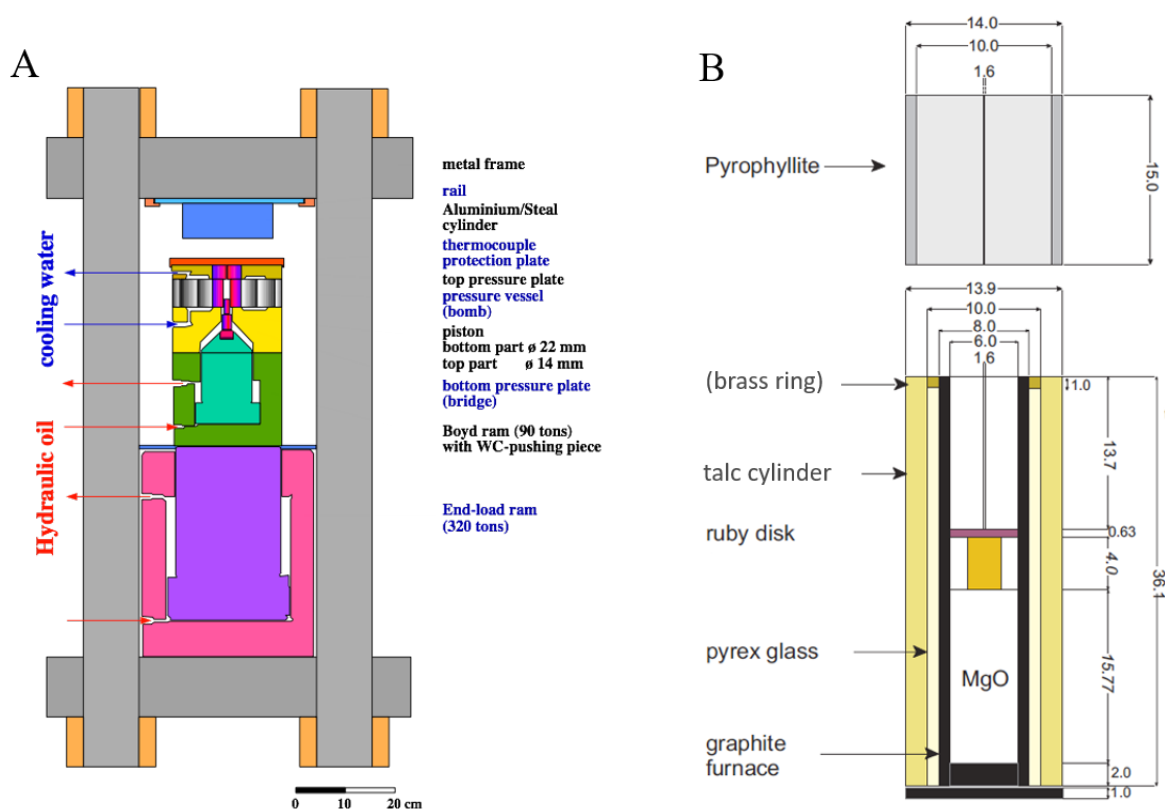 A
cooling water
Hydraulic oil
metal frame
rail
Aluminium/Steal
cylinder
thermocouple
protection plate
top pressure plate
pressure vessel
(bomb)
piston
bottom part ø 22 mm
top part ø 14 mm
bottom pressure plate
(bridge)
Boyd ram (90 tons)
with WC-pushing piece
End-load ram
(320 tons)
0 10 20 cm
B
14.0
10.0
1.6
Pyrophyllite
15.0
13.9
10.0
8.0
6.0
1.6
(brass ring)
1.0
13.7
talc cylinder
ruby disk
0.63
4.0
36.1
pyrex glass
15.77
MgO
graphite
furnace
2.0
1.0